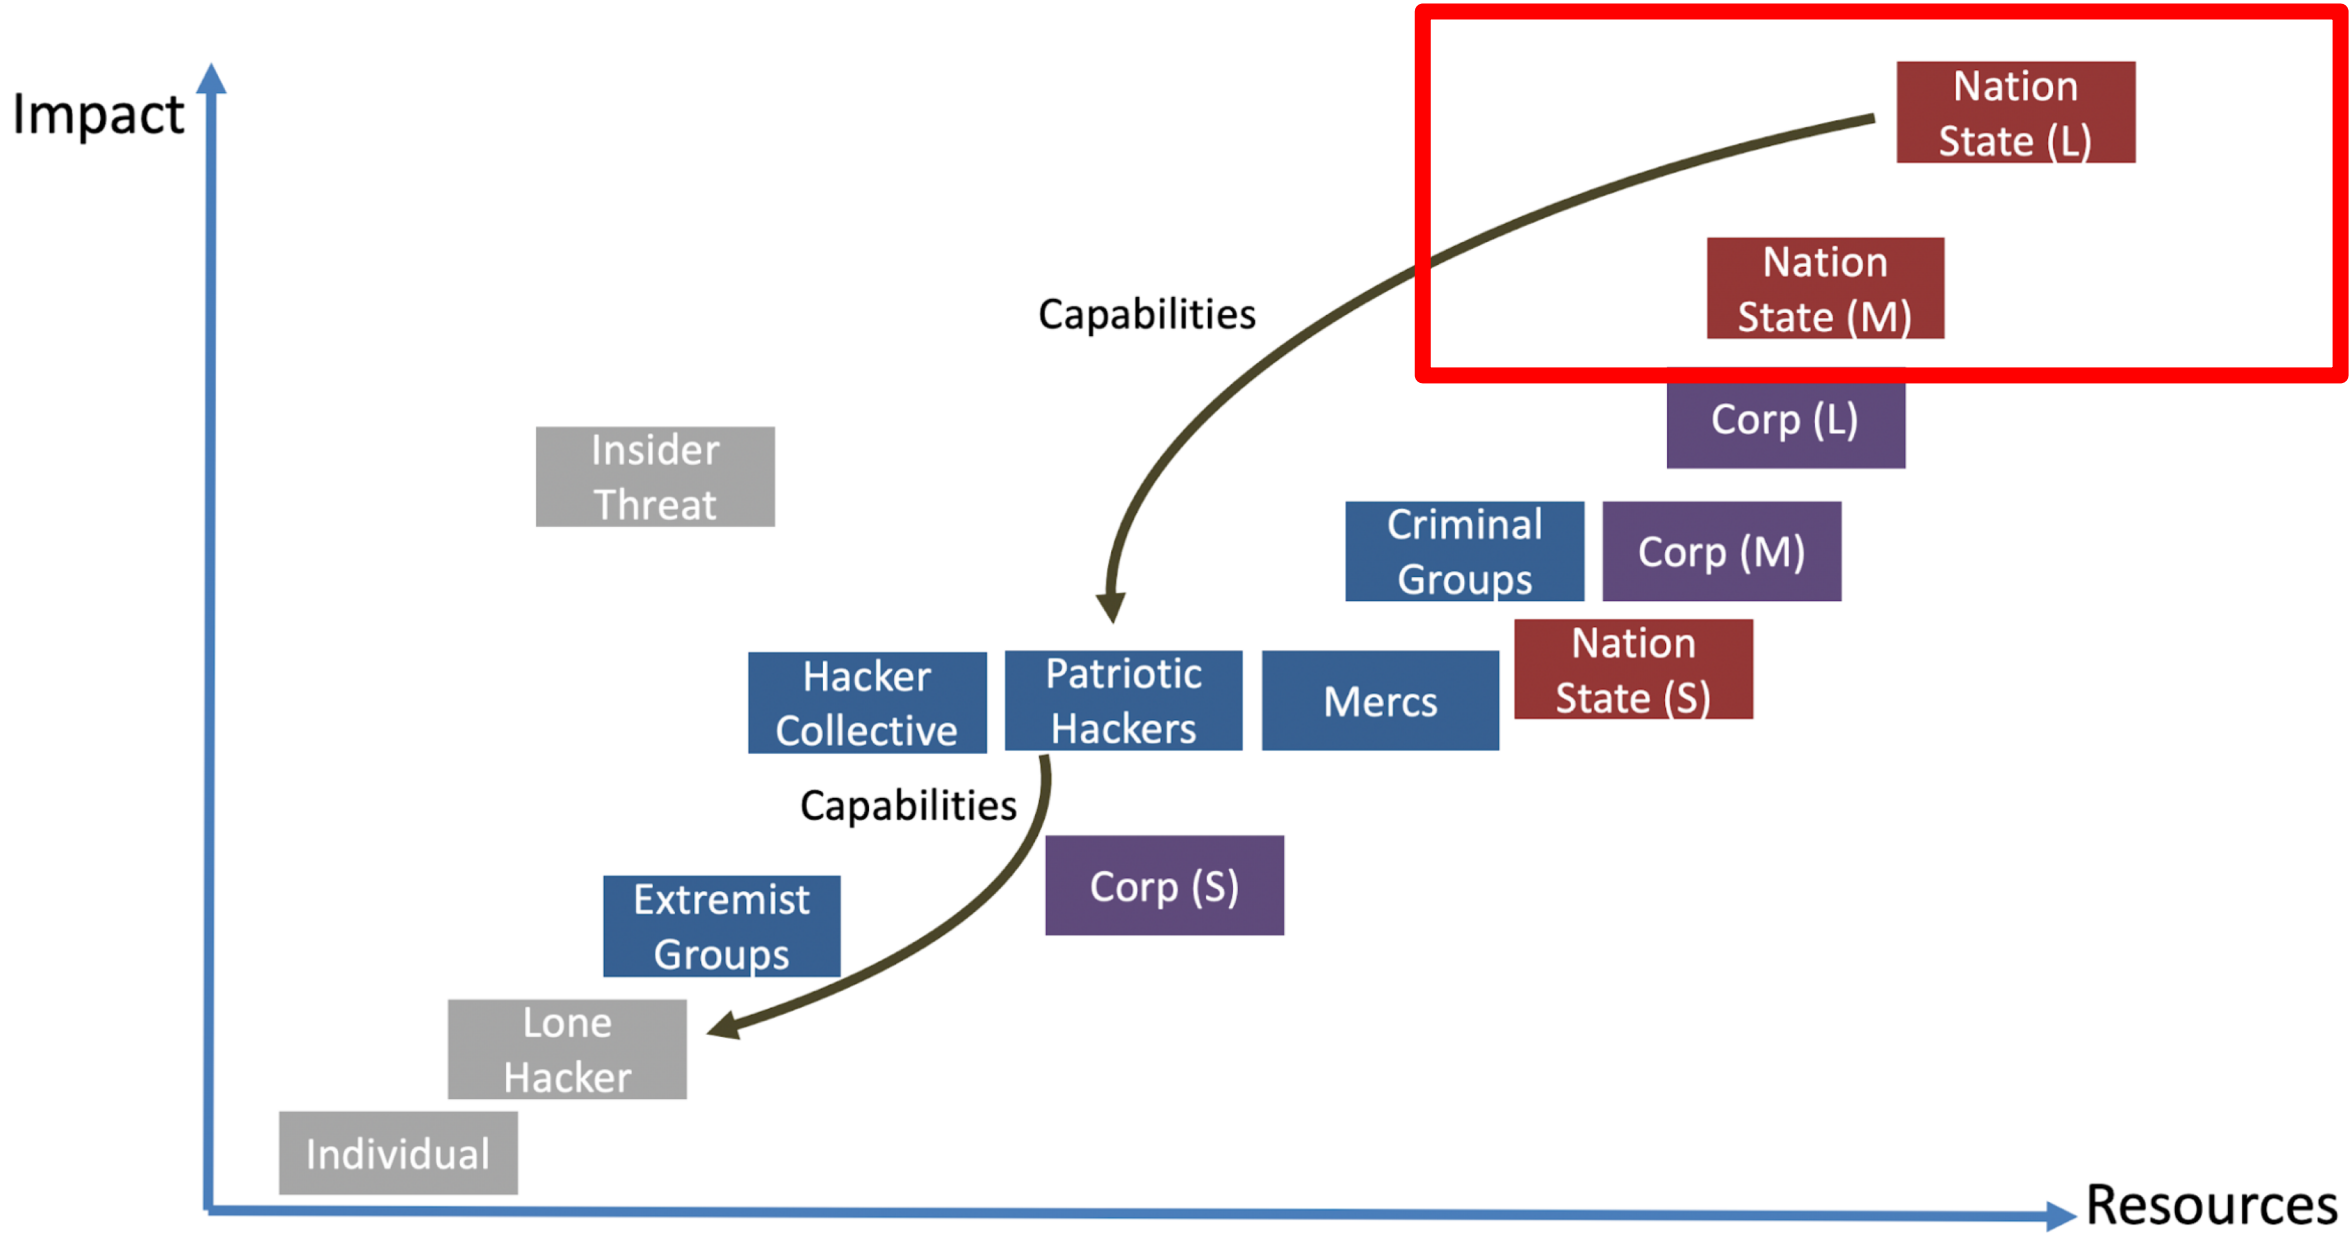 Impact
Nation
State (L)
Nation
State (M)
Capabilities
Corp (L)
Insider
Threat
Criminal
Groups
Corp (M)
Nation
State (S)
Hacker
Collective
Patriotic
Hackers
Mercs
Capabilities
Corp (S)
Extremist
Groups
Lone
Hacker
Individual
Resources